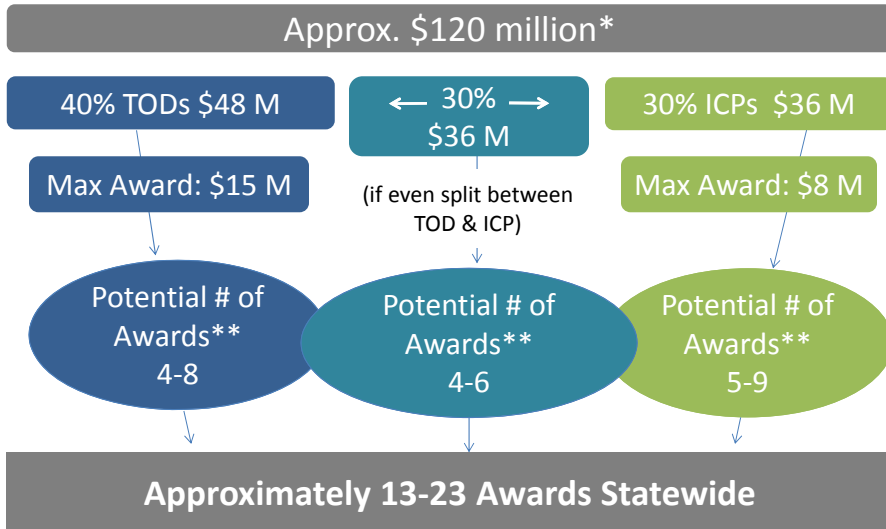 Approx. $120 million*
40% TODs $48 M
30%
$36 M
30% ICPs $36 M
Max Award: $15 M
(if even split between
TOD & ICP)
Max Award: $8 M
Potential # of
Awards**
4-8
Potential # of
Awards**
4-6
Potential # of
Awards**
5-9
Approximately 13-23 Awards Statewide